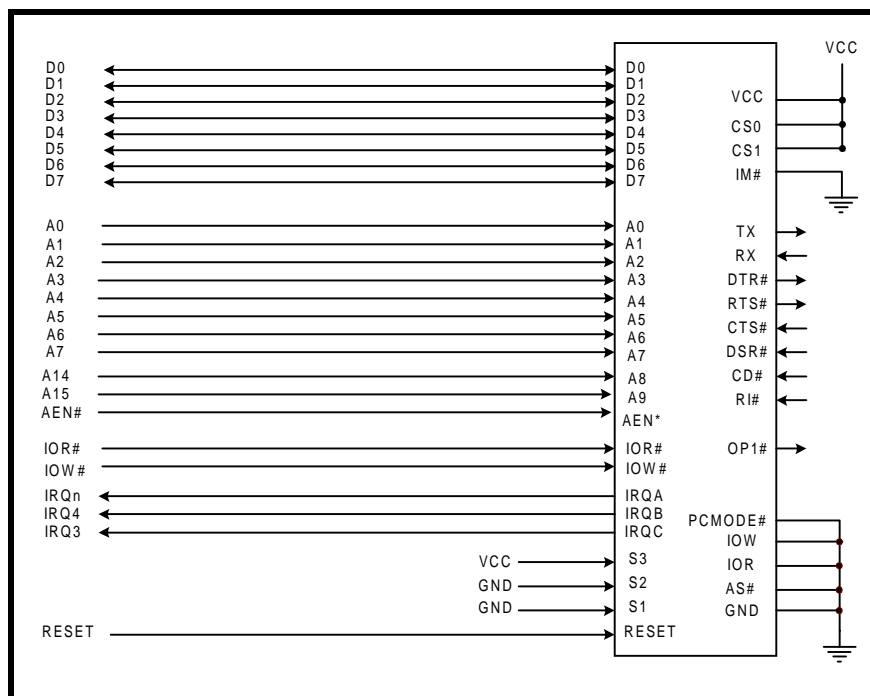 VCC
D0 D0
D1 D1
D2 D2 VCC
D3 D3
D4 D4 CS0
D5 D5 CS1
D6 D6
D7 D7 IM#
A0 A0 TX
A1 A1
A2 A2 RX
A3 A3 DTR#
A4 A4 RTS#
A5 A5
A6 A6 CTS#
A7 A7 DSR#
A14 A8 CD#
A15 A9 RI#
AEN# AEN*
IOR# IOR# OP1#
IOW# IOW#
IRQn IRQA
IRQ4 IRQB PCMODE#
IRQ3 IRQC IOW
VCC S3 IOR
GND S2 AS#
GND S1 GND
RESET RESET